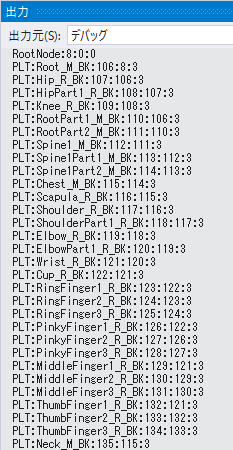 出力
出力元(S): デバッグ
RootNode:8:0:0
PLT:Root_M_BK:106:8:3
PLT:Hip_R_BK:107:106:3
PLT:HipPart1_R_BK:108:107:3
PLT:Knee_R_BK:109:108:3
PLT:RootPart1_M_BK:110:106:3
PLT:RootPart2_M_BK:111:110:3
PLT:Spine1_M_BK:112:111:3
PLT:Spine1Part1_M_BK:113:112:3
PLT:Spine1Part2_M_BK:114:113:3
PLT:Chest_M_BK:115:114:3
PLT:Scapula_R_BK:116:115:3
PLT:Shoulder_R_BK:117:116:3
PLT:ShoulderPart1_R_BK:118:117:3
PLT:Elbow_R_BK:119:118:3
PLT:ElbowPart1_R_BK:120:119:3
PLT:Wrist_R_BK:121:120:3
PLT:Cup_R_BK:122:121:3
PLT:RingFinger1_R_BK:123:122:3
PLT:RingFinger2_R_BK:124:123:3
PLT:RingFinger3_R_BK:125:124:3
PLT:PinkyFinger1_R_BK:126:122:3
PLT:PinkyFinger2_R_BK:127:126:3
PLT:PinkyFinger3_R_BK:128:127:3
PLT:MiddleFinger1_R_BK:129:121:3
PLT:MiddleFinger2_R_BK:130:129:3
PLT:MiddleFinger3_R_BK:131:130:3
PLT:ThumbFinger1_R_BK:132:121:3
PLT:ThumbFinger2_R_BK:133:132:3
PLT:ThumbFinger3_R_BK:134:133:3
PLT:Neck_M_BK:135:115:3